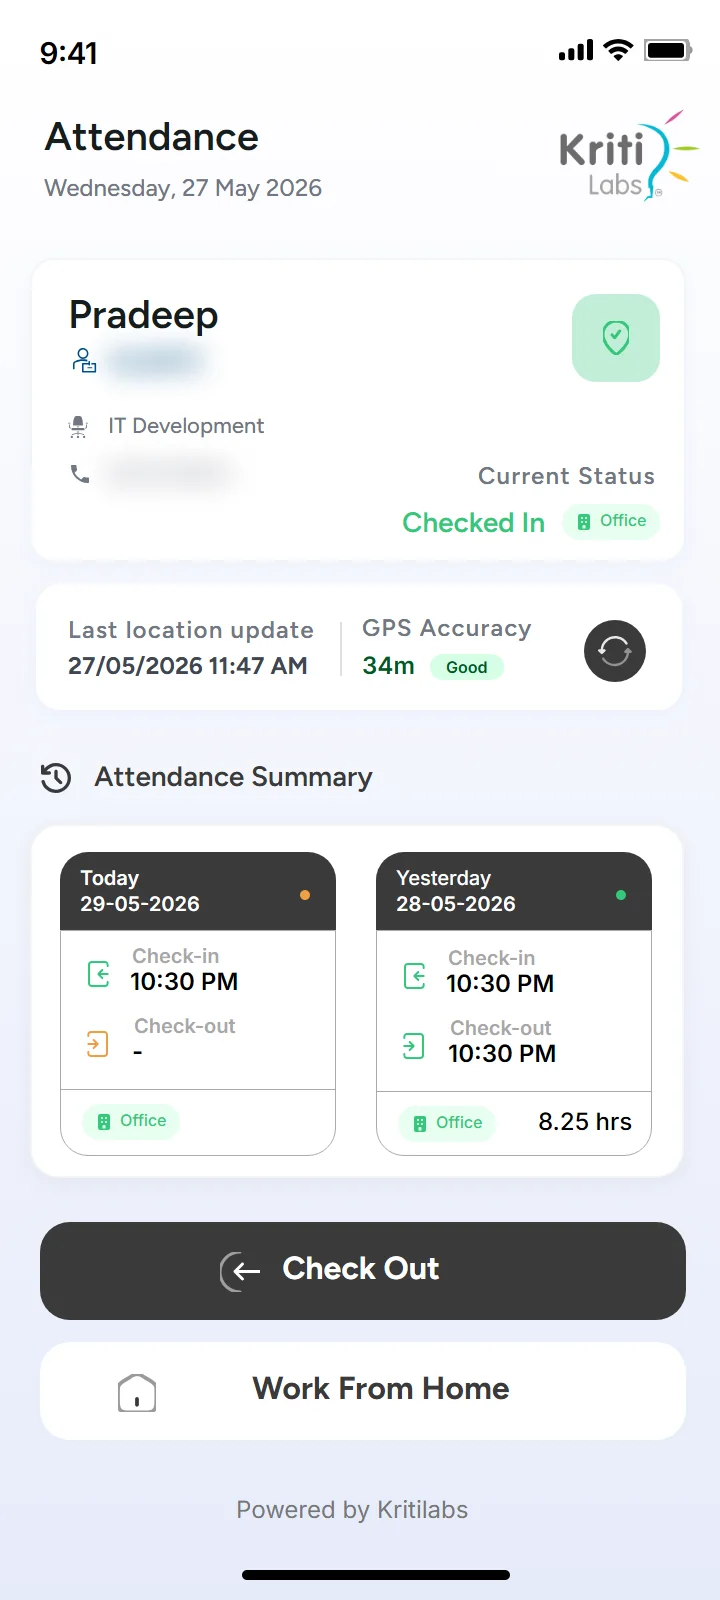 9:41
Attendance
Wednesday, 27 May 2026
Kriti
Labs
Pradeep
IT Development
Current Status
Checked In
Office
Last location update
27/05/2026 11:47 AM
GPS Accuracy
34m
Good
Attendance Summary
Today
29-05-2026
Check-in
10:30 PM
Check-out
-
Office
Yesterday
28-05-2026
Check-in
10:30 PM
Check-out
10:30 PM
Office
8.25 hrs
Check Out
Work From Home
Powered by Kritilabs